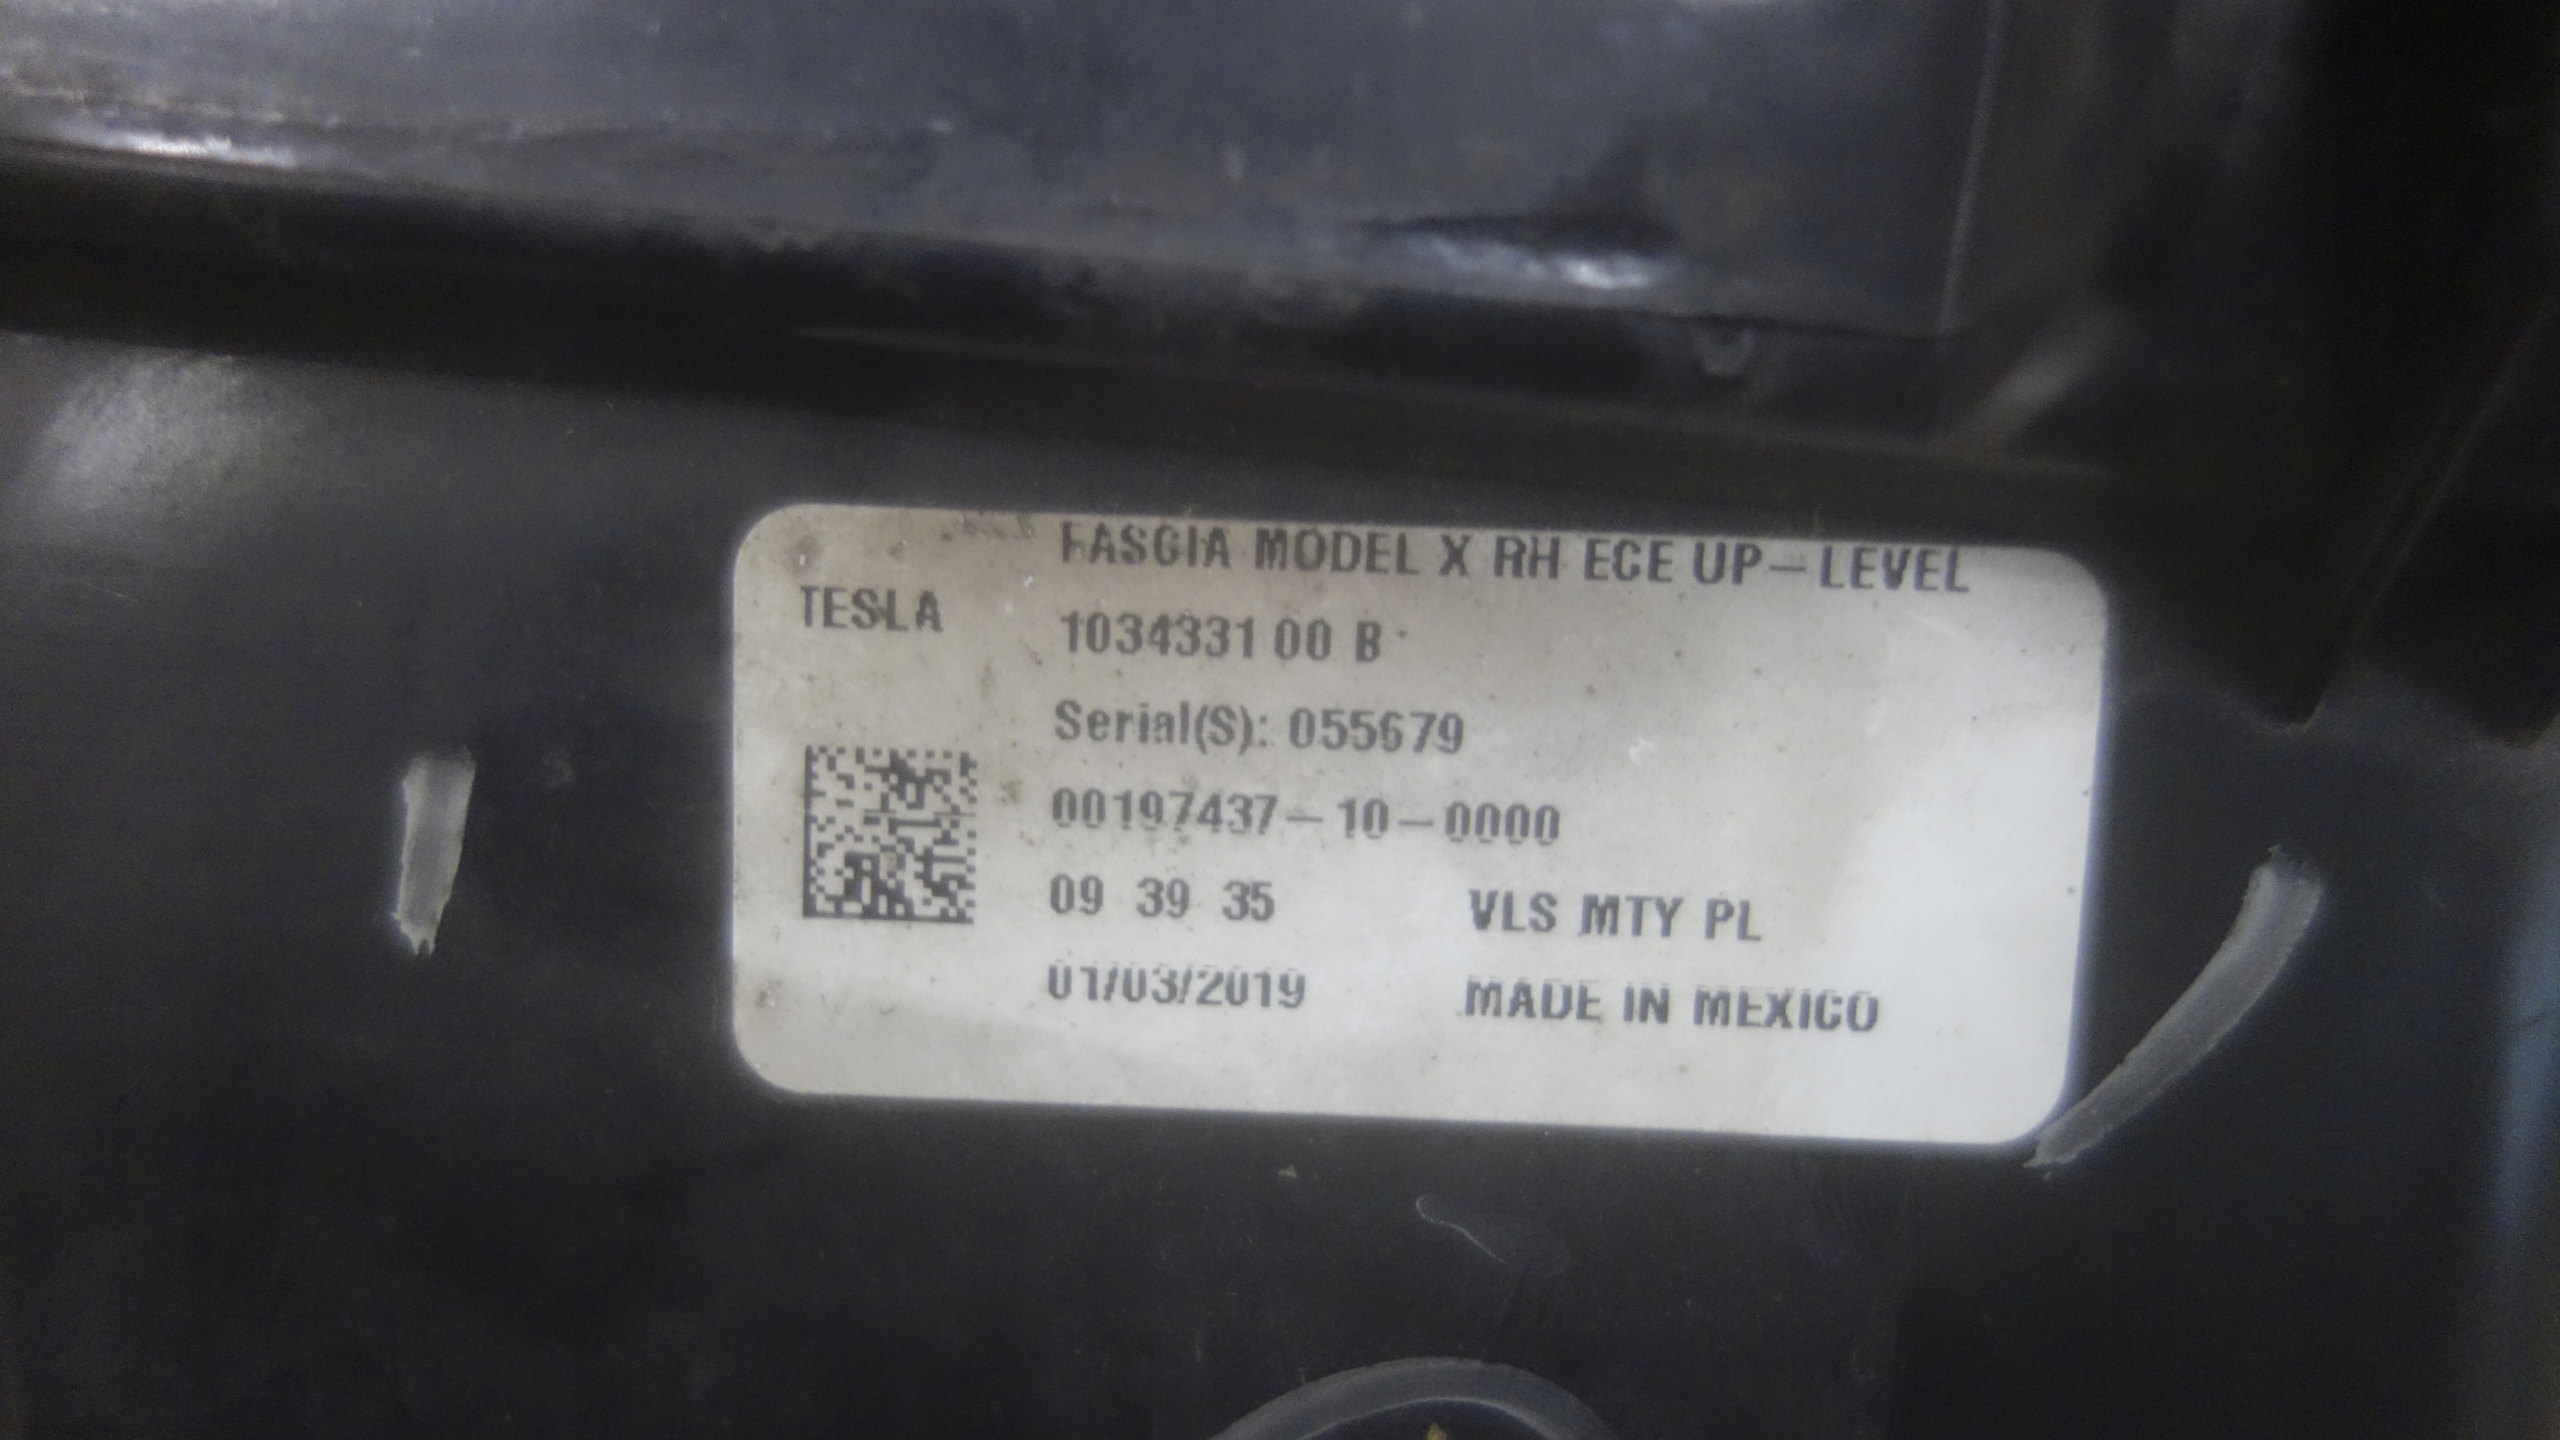 FASCIA MODEL X RH ECE UP-LEVEL
TESLA
1034331 00 B
Serial(S): 055679
00197437-10-0000
09 39 35 VLS MTY PL
01/03/2019 MADE IN MEXICO